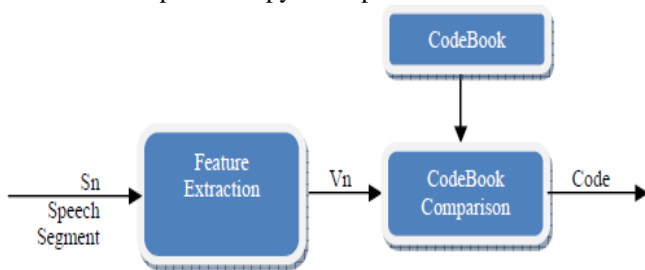 CodeBook
Sn
Speech
Segment
Feature
Extraction
Vn
CodeBook
Comparison
Code